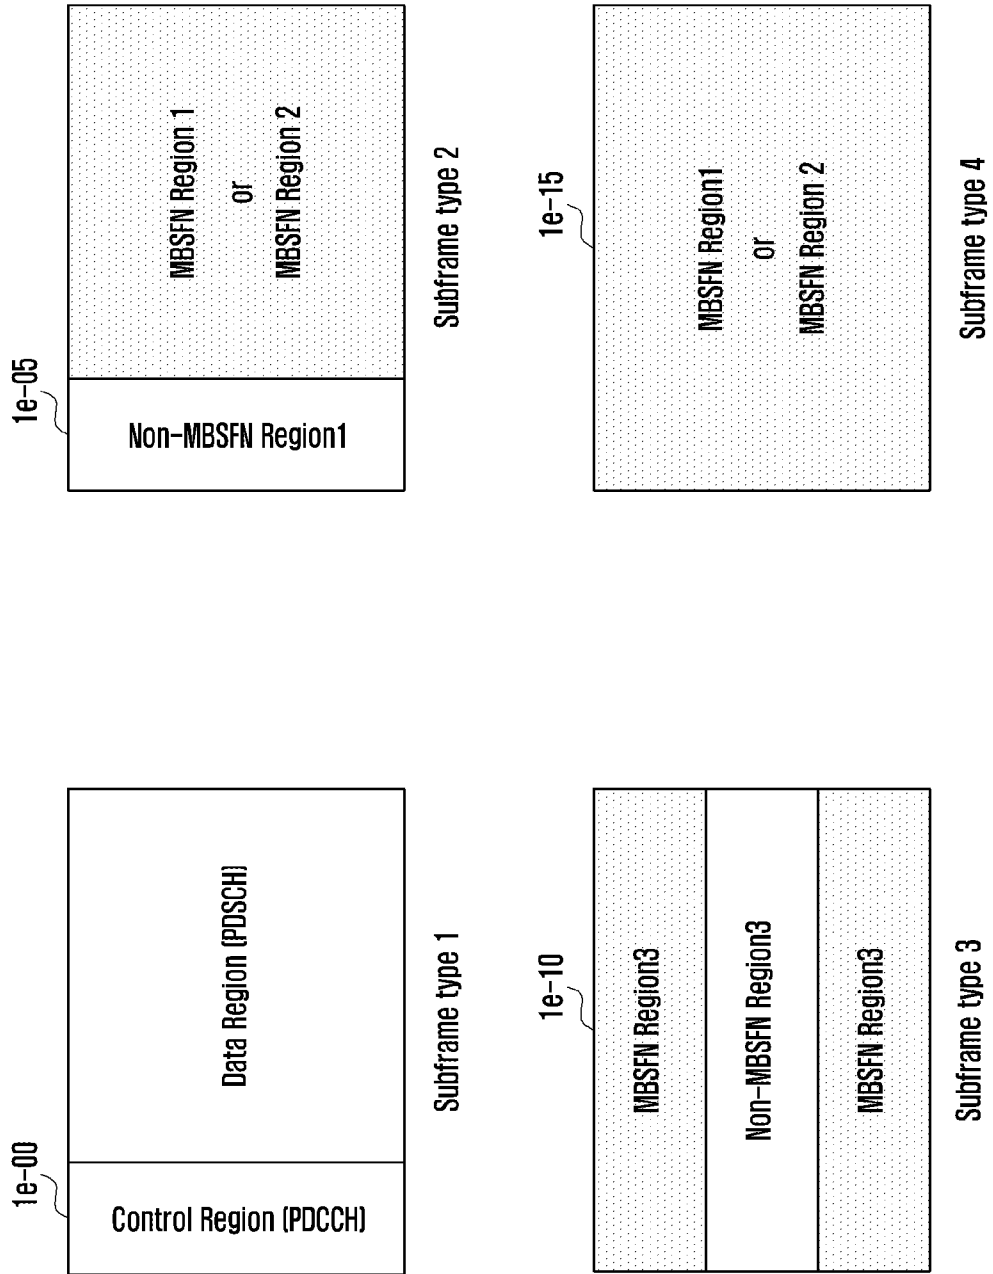 1e-00
Control Region (PDCCH)
Data Region (PDSCH)
Subframe type 1
1e-05
Non-MBSFN Region1
MBSFN Region 1
or
MBSFN Region 2
Subframe type 2
1e-10
MBSFN Region3
Non-MBSFN Region3
MBSFN Region3
Subframe type 3
1e-15
MBSFN Region1
or
MBSFN Region 2
Subframe type 4